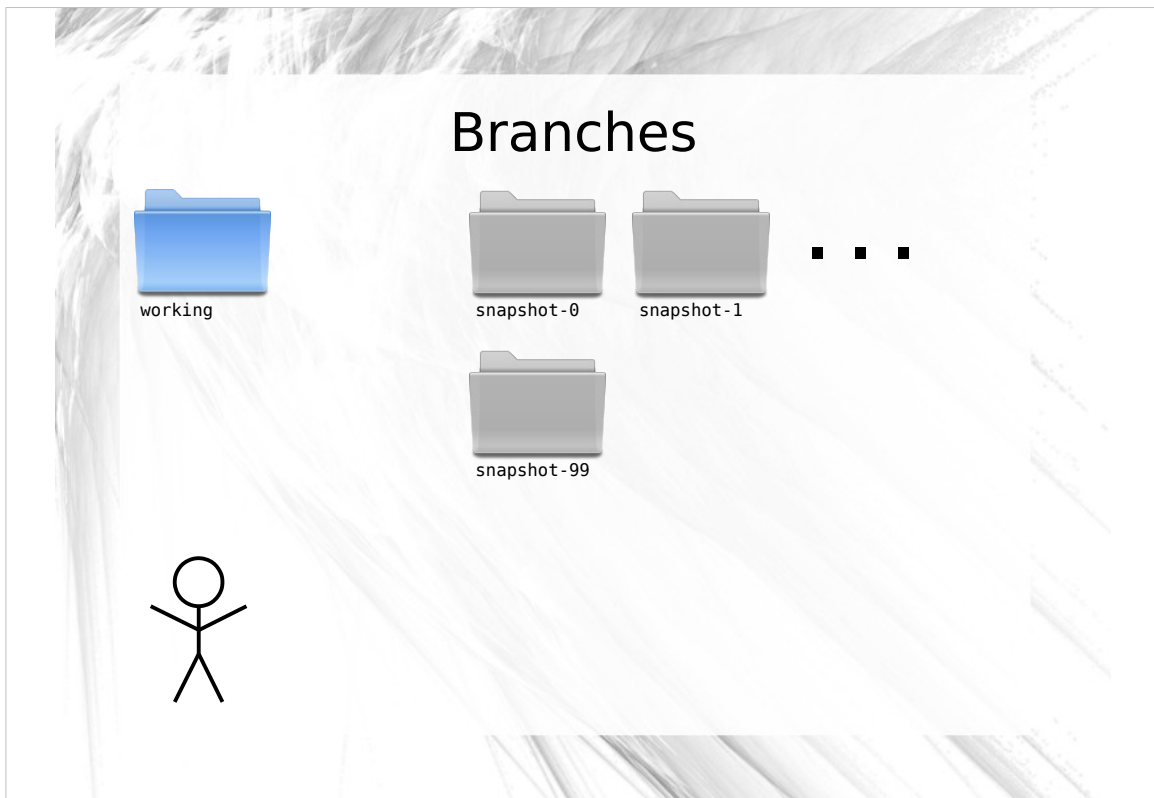 Branches
working
snapshot-0
snapshot-1
. . .
snapshot-99